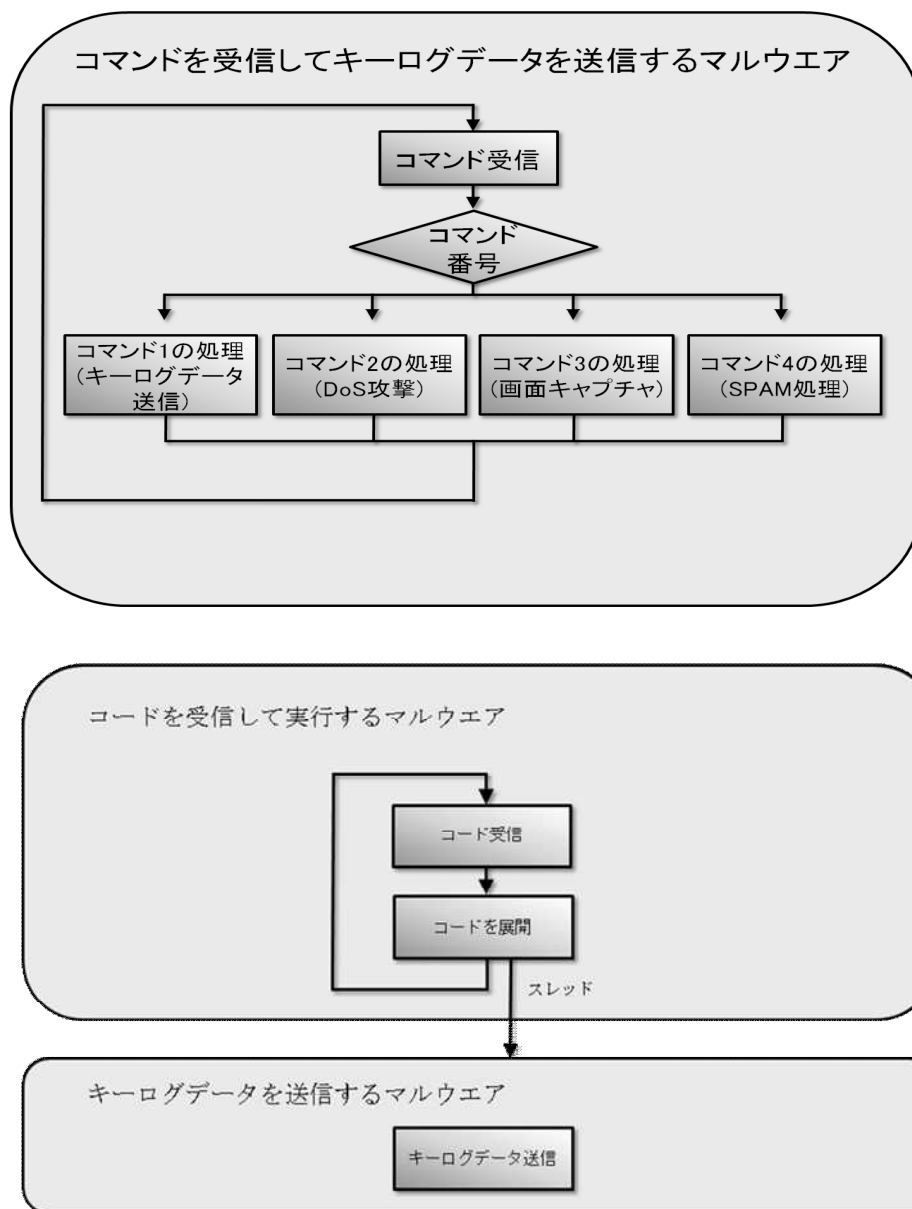 コマンドを受信してキーログデータを送信するマルウエア
コマンド受信
コマンド
番号
コマンド1の処理
(キーログデータ
送信)
コマンド2の処理
(DoS攻撃)
コマンド3の処理
(画面キャプチャ)
コマンド4の処理
(SPAM処理)
コードを受信して実行するマルウエア
コード受信
コードを展開
スレッド
キーログデータを送信するマルウエア
キーログデータ送信